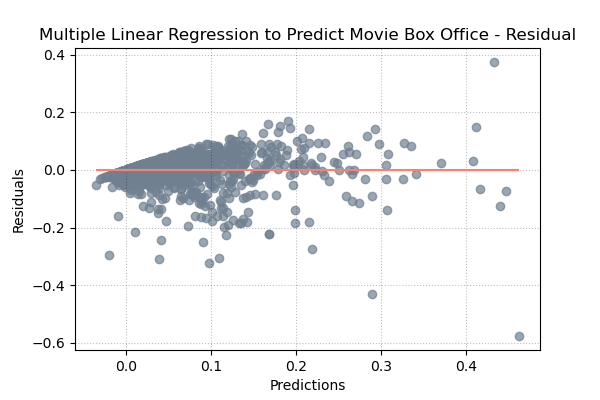 Multiple Linear Regression to Predict Movie Box Office - Residual
0.4
0.2
0.0
−0.2
−0.4
−0.6
Residuals
0.0 0.1 0.2 0.3 0.4
Predictions